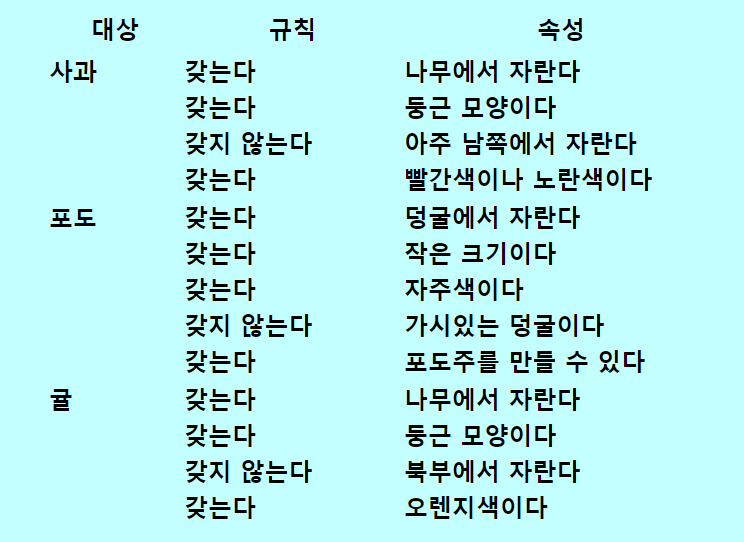 대상 규칙 속성
사과 갖는다 나무에서 자란다
갖는다 둥근 모양이다
갖지 않는다 아주 남쪽에서 자란다
갖는다 빨간색이나 노란색이다
포도 갖는다 덩굴에서 자란다
갖는다 작은 크기이다
갖는다 자주색이다
갖지 않는다 가시있는 덩굴이다
갖는다 포도주를 만들 수 있다
귤 갖는다 나무에서 자란다
갖는다 둥근 모양이다
갖지 않는다 북부에서 자란다
갖는다 오렌지색이다